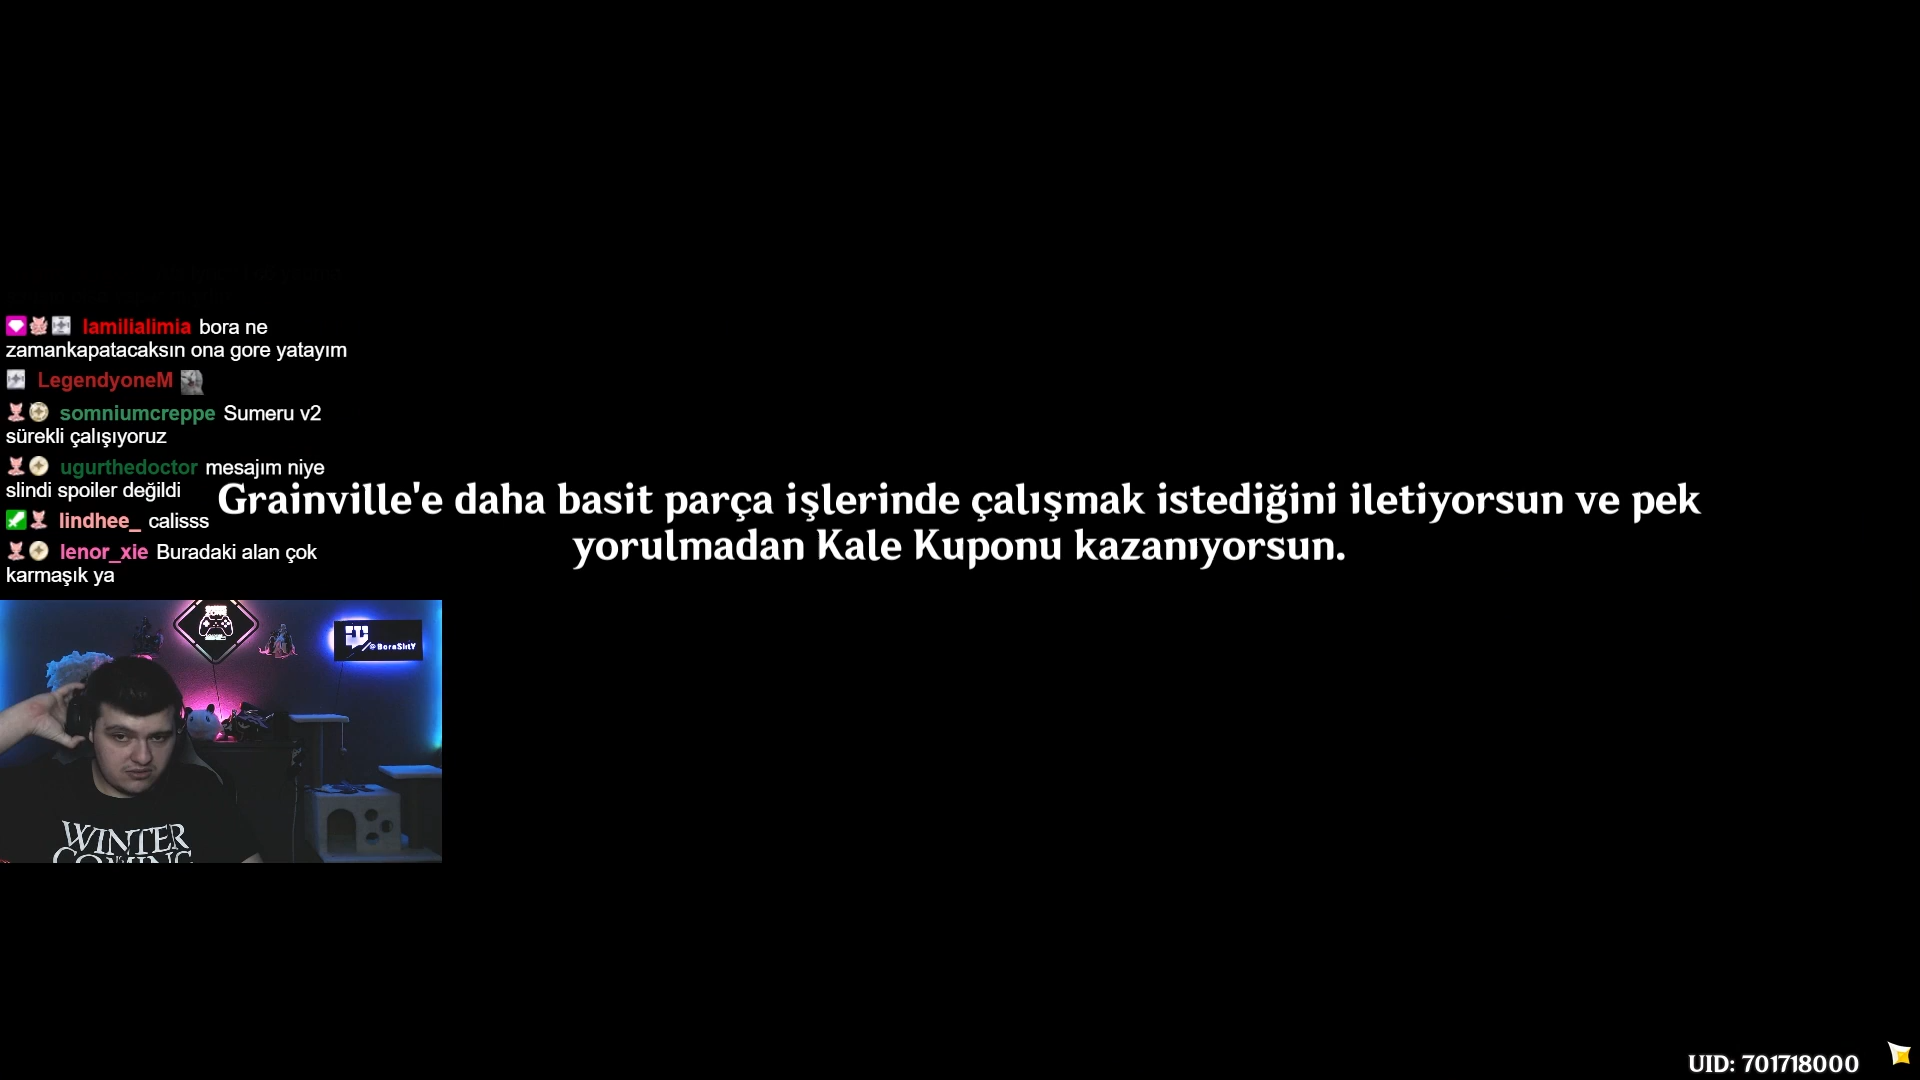 lamilialimia bora ne
zamankapatacaksın ona gore yatayım
LegendyoneM
somniumcreppe Sumeru v2
sürekli çalışıyoruz
ugurthedoctor mesajım niye
slindi spoiler değildi
lindhee_ calisss
lenor_xie Buradaki alan çok
karmaşık ya
Grainville'e daha basit parça işlerinde çalışmak istediğini iletiyorsun ve pek
yorulmadan Kale Kuponu kazanıyorsun.
@BoraSlitY
WINTER
COMING
UID: 701718000